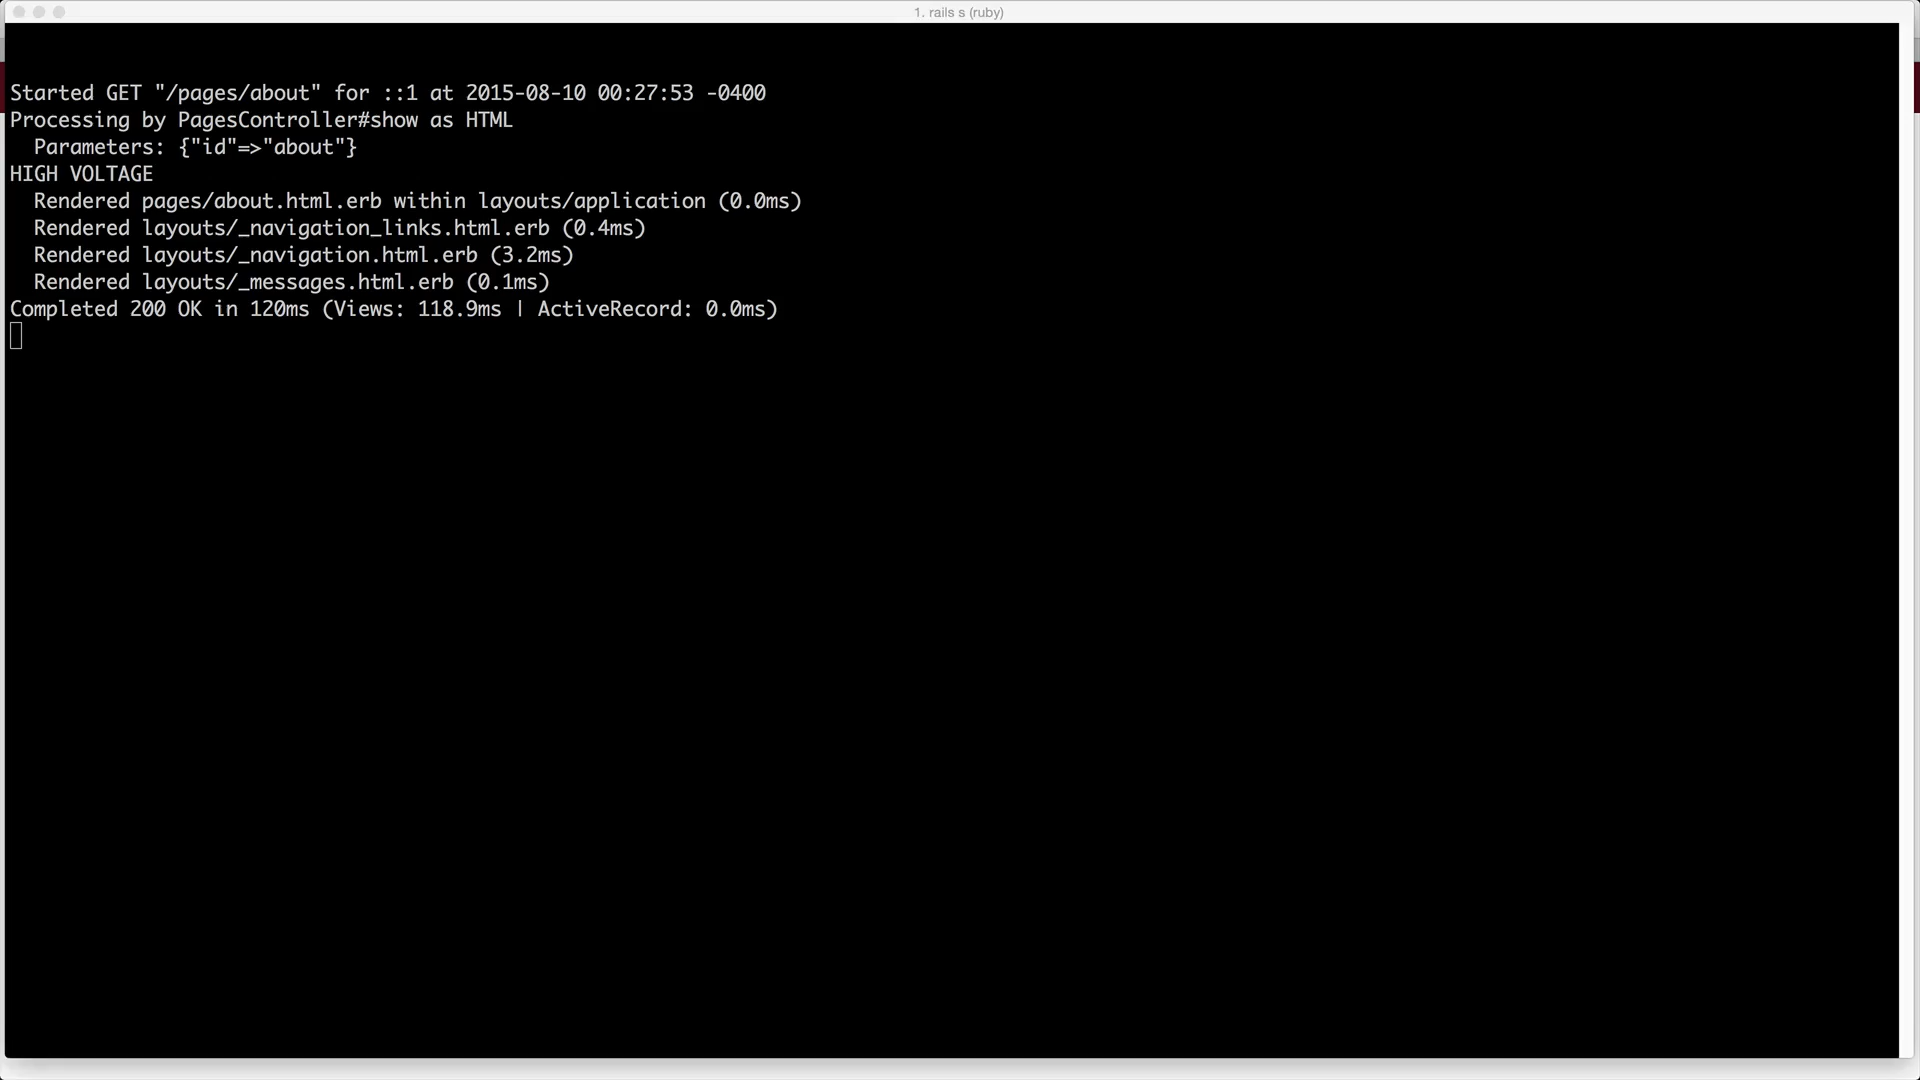 1. rails s (ruby)
Started GET "/pages/about" for ::1 at 2015-08-10 00:27:53 -0400
Processing by PagesController#show as HTML
  Parameters: {"id"=>"about"}
HIGH VOLTAGE
  Rendered pages/about.html.erb within layouts/application (0.0ms)
  Rendered layouts/_navigation_links.html.erb (0.4ms)
  Rendered layouts/_navigation.html.erb (3.2ms)
  Rendered layouts/_messages.html.erb (0.1ms)
Completed 200 OK in 120ms (Views: 118.9ms | ActiveRecord: 0.0ms)